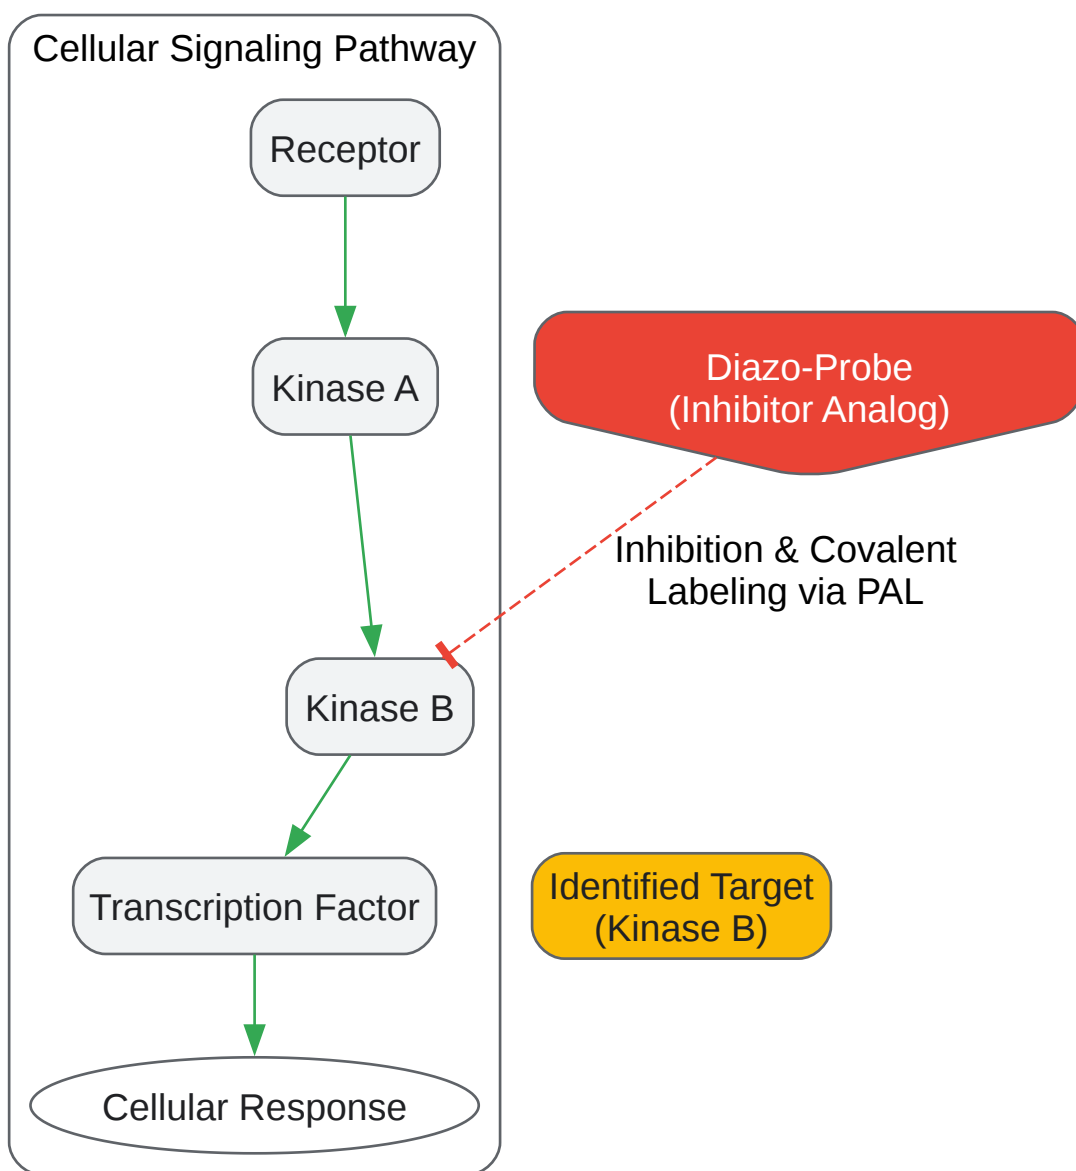 Cellular Signaling Pathway
Receptor
Kinase A
Diazo-Probe
(Inhibitor Analog)
Inhibition & Covalent
Labeling via PAL
Kinase B
Transcription Factor
Identified Target
(Kinase B)
Cellular Response